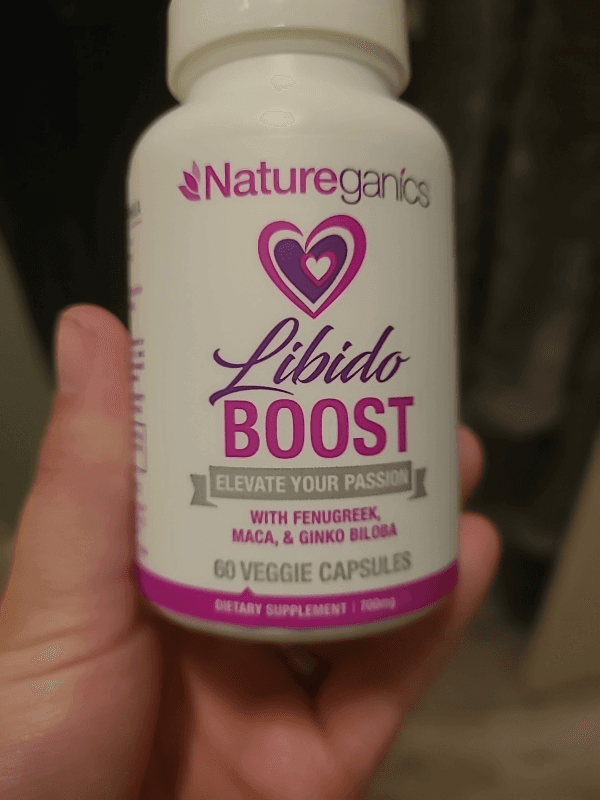 Natureganics
Libido
BOOST
ELEVATE YOUR PASSION
WITH FENUGREEK,
MACA, & GINKO BILOBA
60 VEGGIE CAPSULES
DIETARY SUPPLEMENT | 700mg